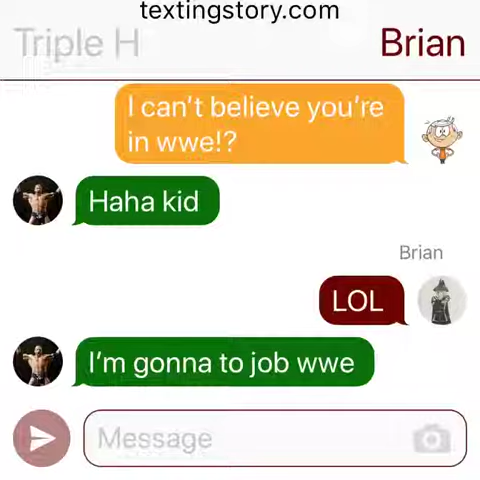 textingstory.com
Triple H
Brian
I can't believe you're
in wwe!?
Haha kid
Brian
LOL
I'm gonna to job wwe
Message